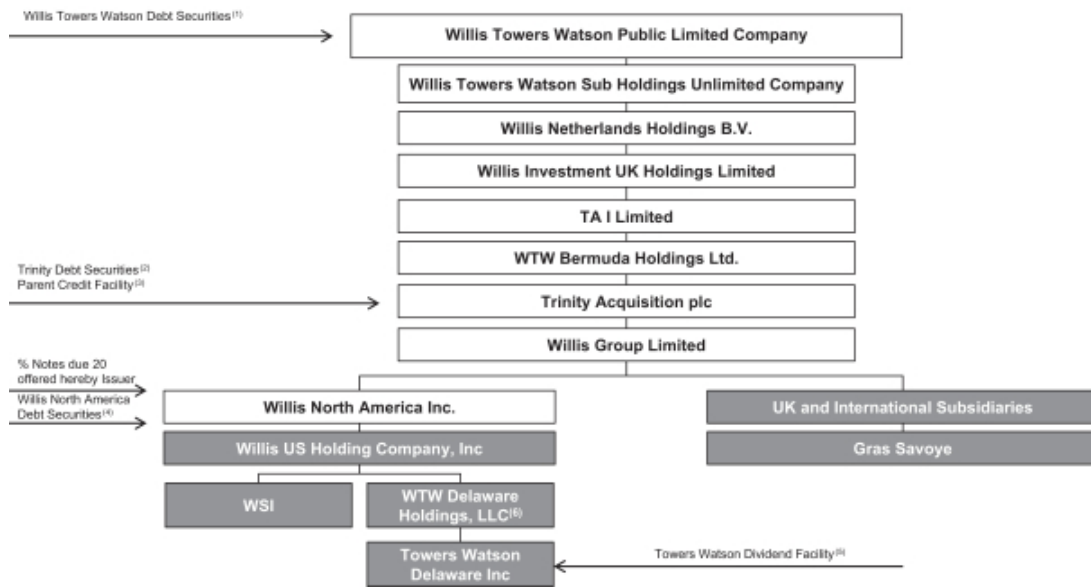 Willis Towers Watson Debt Securities(1)
Willis Towers Watson Public Limited Company
Willis Towers Watson Sub Holdings Unlimited Company
Willis Netherlands Holdings B.V.
Willis Investment UK Holdings Limited
TA I Limited
WTW Bermuda Holdings Ltd.
Trinity Debt Securities(2)
Parent Credit Facility(3)
Trinity Acquisition plc
Willis Group Limited
% Notes due 20
offered hereby Issuer
Willis North America
Debt Securities(4)
Willis North America Inc.
UK and International Subsidiaries
Willis US Holding Company, Inc
Gras Savoye
WSI
WTW Delaware
Holdings, LLC(6)
Towers Watson
Delaware Inc
Towers Watson Dividend Facility(5)